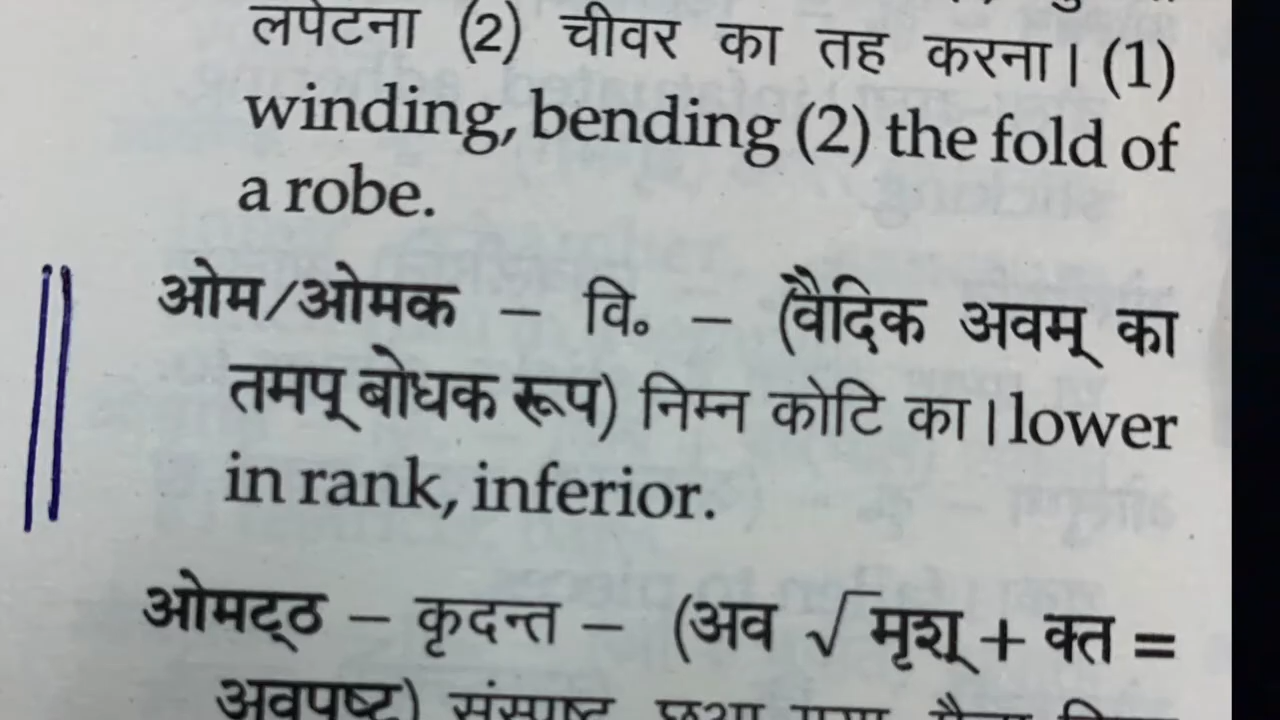 लपेटना (2) चीवर का तह करना। (1)
winding, bending (2) the fold of
a robe.
ओम/ओमक – वि॰ – (वैदिक अवम् का
तमप् बोधक रूप) निम्न कोटि का। lower
in rank, inferior.
ओमट्ठ – कृदन्त – (अव √मृश् + क्त =
अवपष्ट)